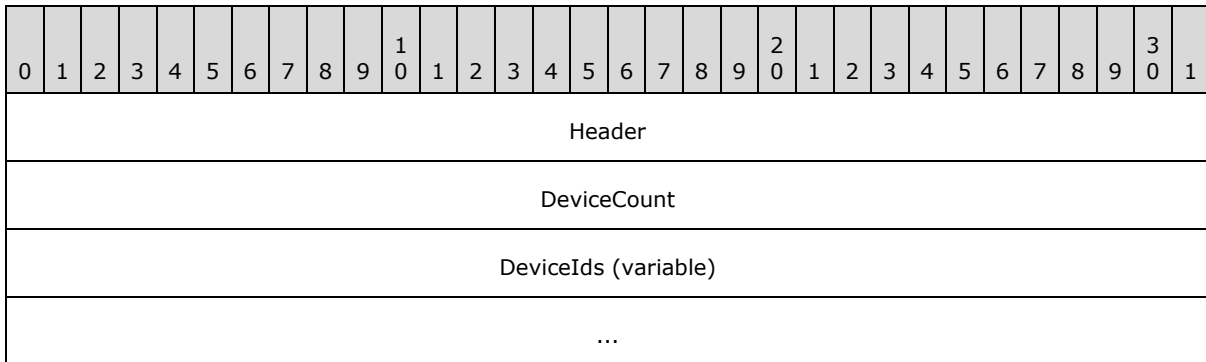 1 2 3
0 1 2 3 4 5 6 7 8 9 0 1 2 3 4 5 6 7 8 9 0 1 2 3 4 5 6 7 8 9 0 1
Header
DeviceCount
DeviceIds (variable)
...